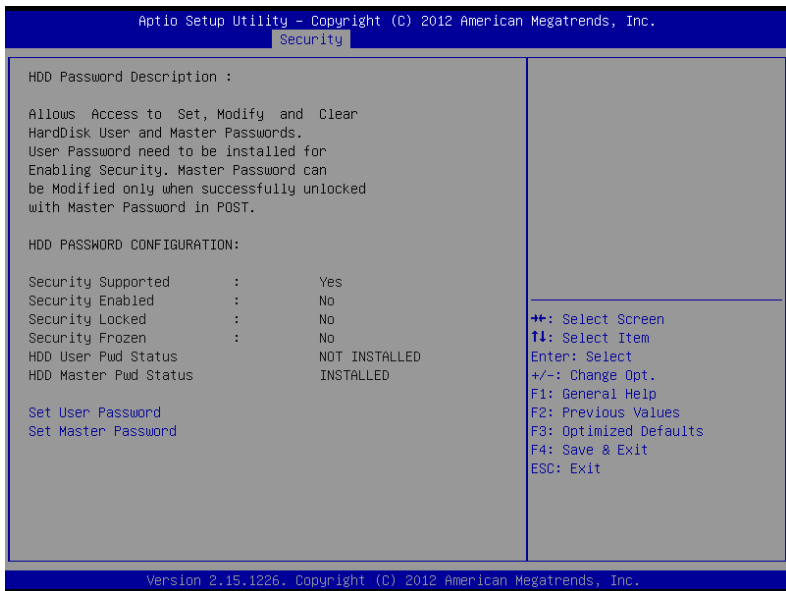 Aptio Setup Utility – Copyright (C) 2012 American Megatrends, Inc.
Security
HDD Password Description :
Allows Access to Set, Modify and Clear
HardDisk User and Master Passwords.
User Password need to be installed for
Enabling Security. Master Password can
be Modified only when successfully unlocked
with Master Password in POST.
HDD PASSWORD CONFIGURATION:
Security Supported : Yes
Security Enabled : No
Security Locked : No
Security Frozen : No
HDD User Pwd Status NOT INSTALLED
HDD Master Pwd Status INSTALLED
Set User Password
Set Master Password
→←: Select Screen
↑↓: Select Item
Enter: Select
+/-: Change Opt.
F1: General Help
F2: Previous Values
F3: Optimized Defaults
F4: Save & Exit
ESC: Exit
Version 2.15.1226. Copyright (C) 2012 American Megatrends, Inc.